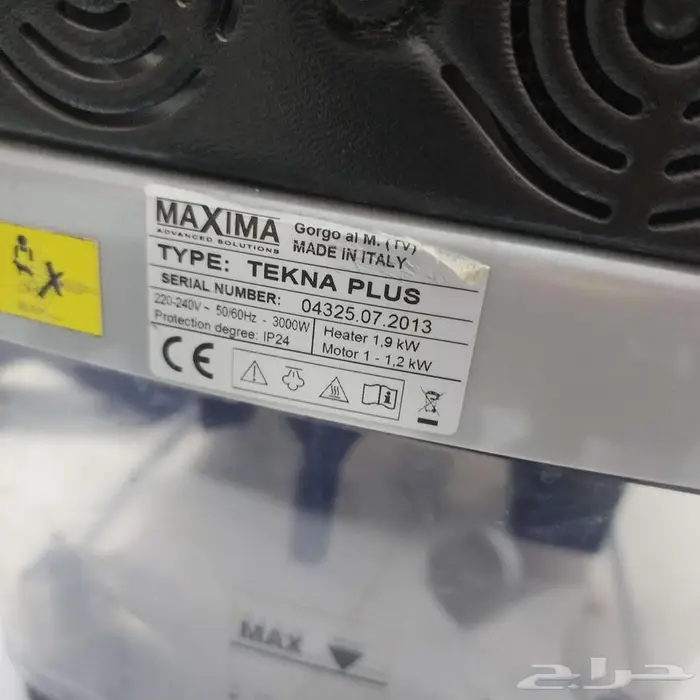 MAXIMA
ADVANCED SOLUTIONS
Gorgo al M. (TV)
MADE IN ITALY
TYPE: TEKNA PLUS
SERIAL NUMBER: 04325.07.2013
220-240V ~ 50/60Hz - 3000W
Protection degree: IP24
Heater 1,9 kW
Motor 1 - 1,2 kW
CE
MAX
حراج